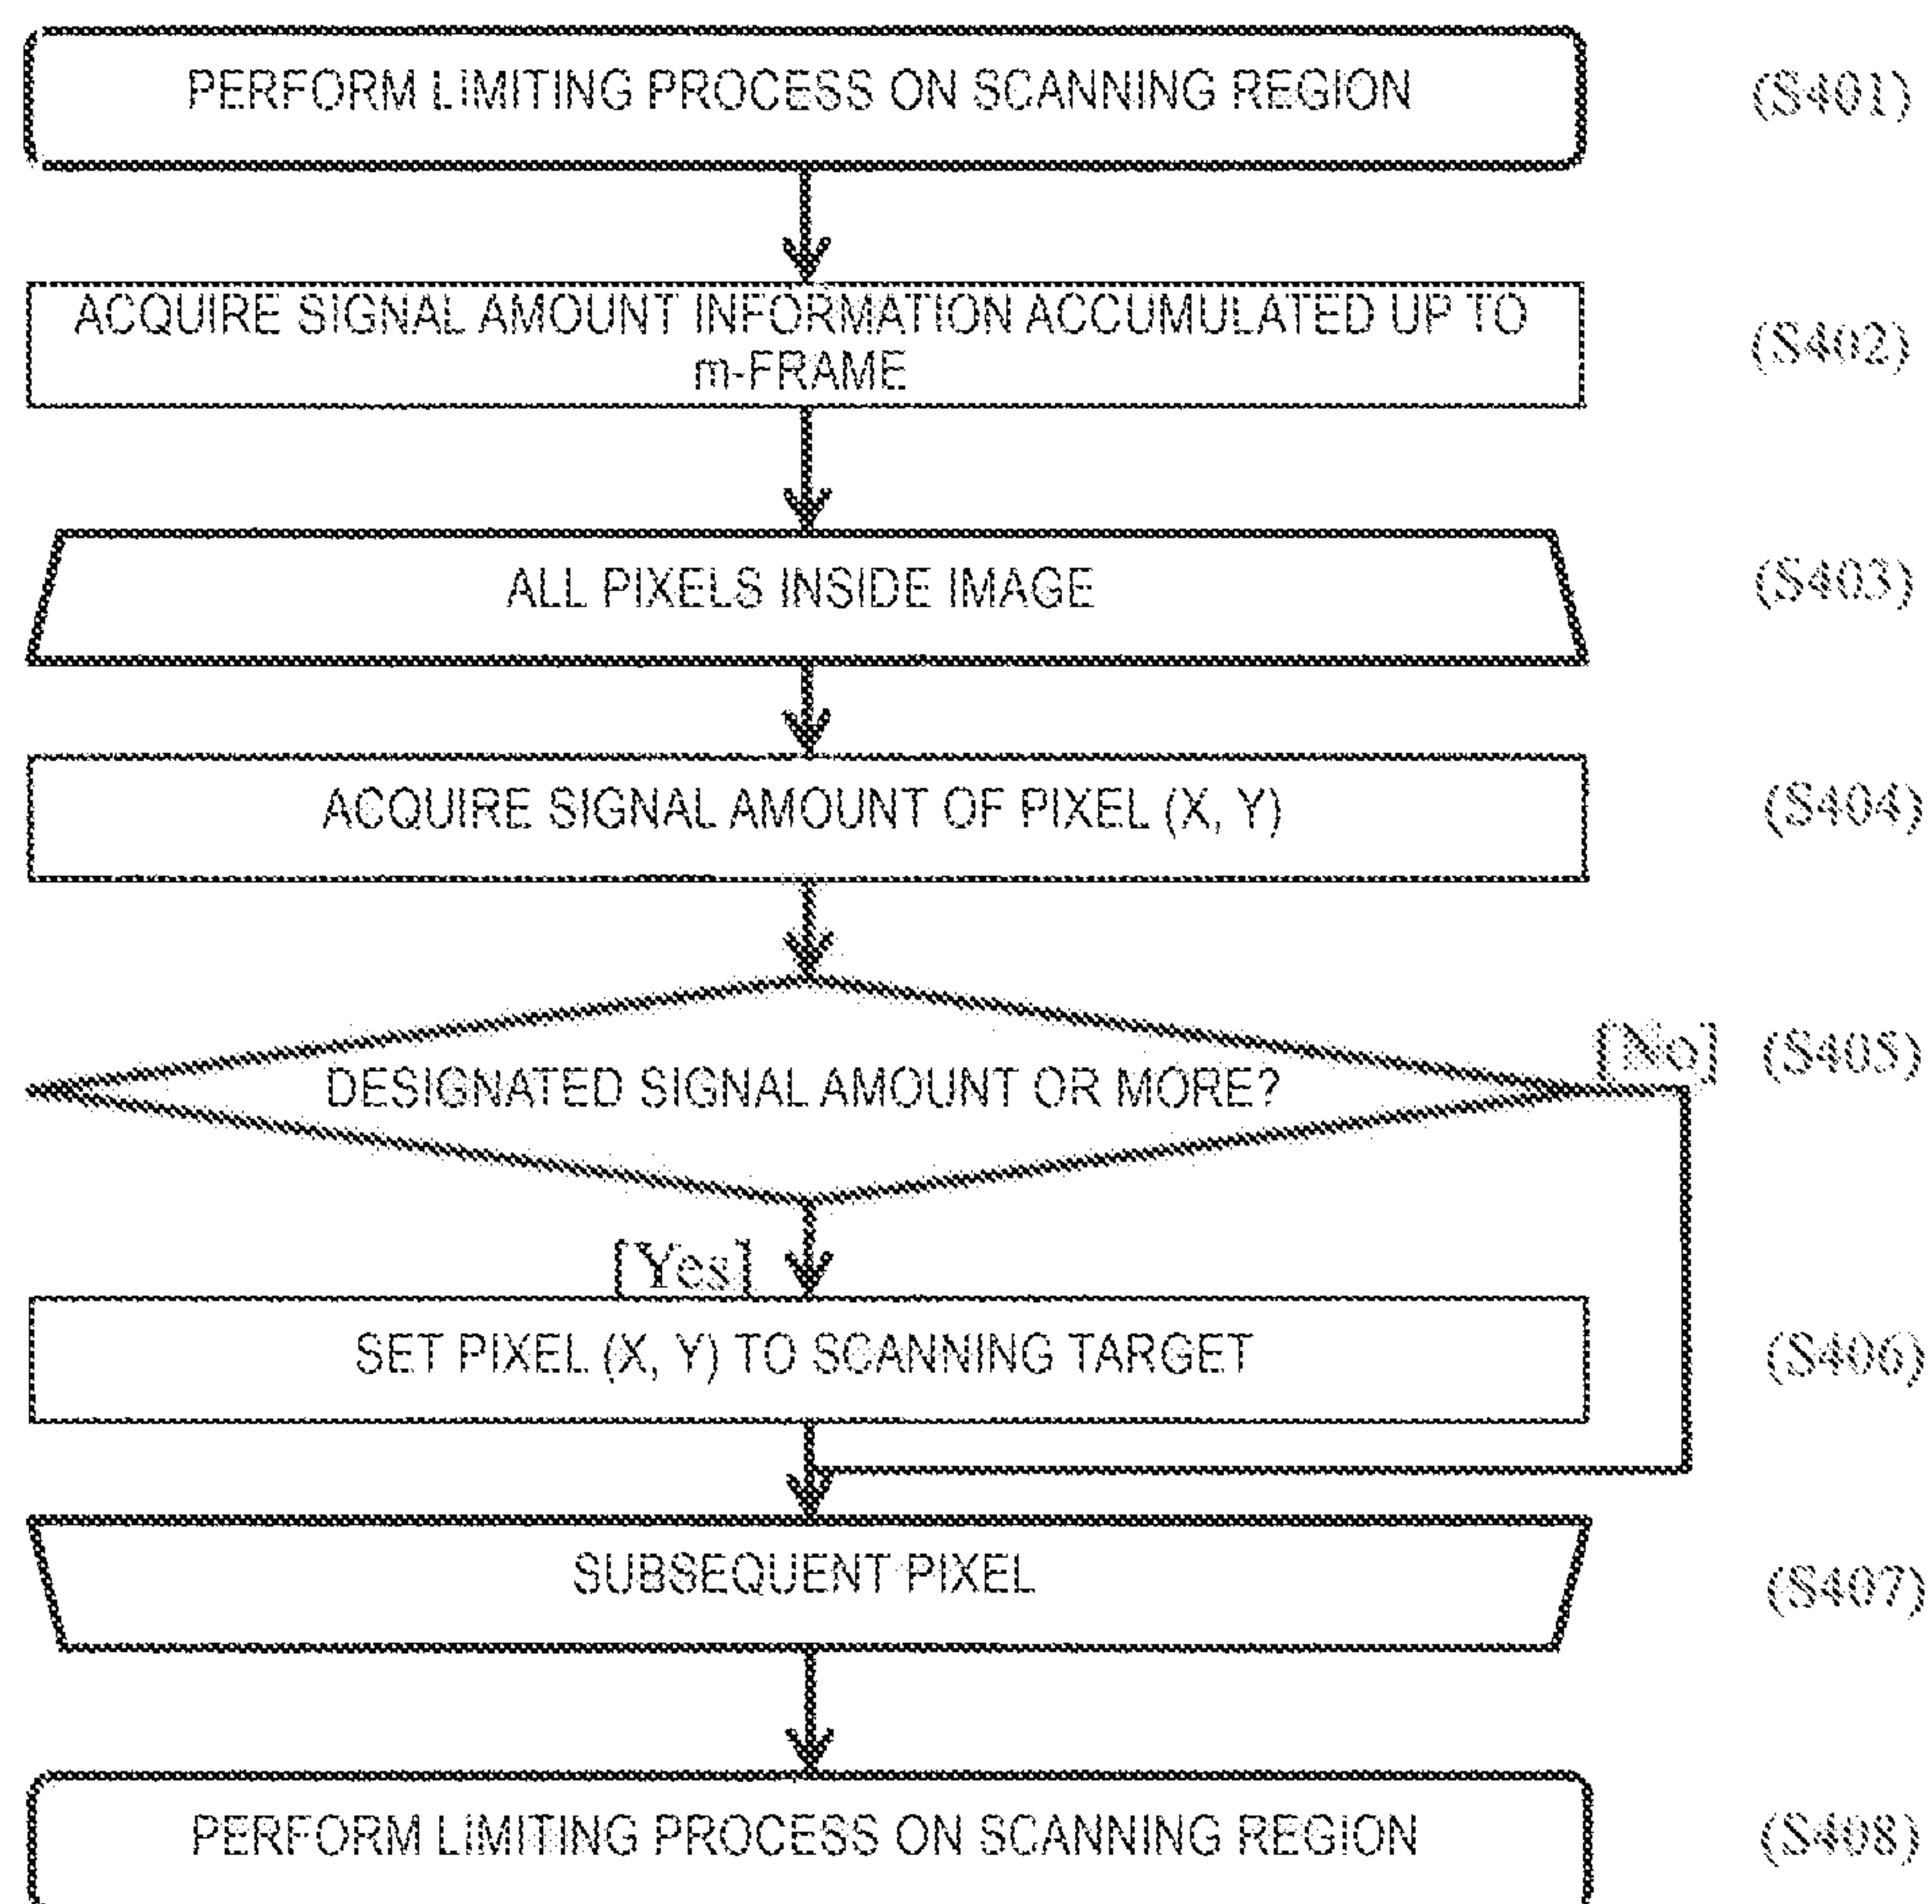 PERFORM LIMITING PROCESS ON SCANNING REGION (S401)
ACQUIRE SIGNAL AMOUNT INFORMATION ACCUMULATED UP TO
m-FRAME
(S402)
ALL PIXELS INSIDE IMAGE (S403)
ACQUIRE SIGNAL AMOUNT OF PIXEL (X, Y) (S404)
DESIGNATED SIGNAL AMOUNT OR MORE? [No] (S405)
[Yes]
SET PIXEL (X, Y) TO SCANNING TARGET (S406)
SUBSEQUENT PIXEL (S407)
PERFORM LIMITING PROCESS ON SCANNING REGION (S408)